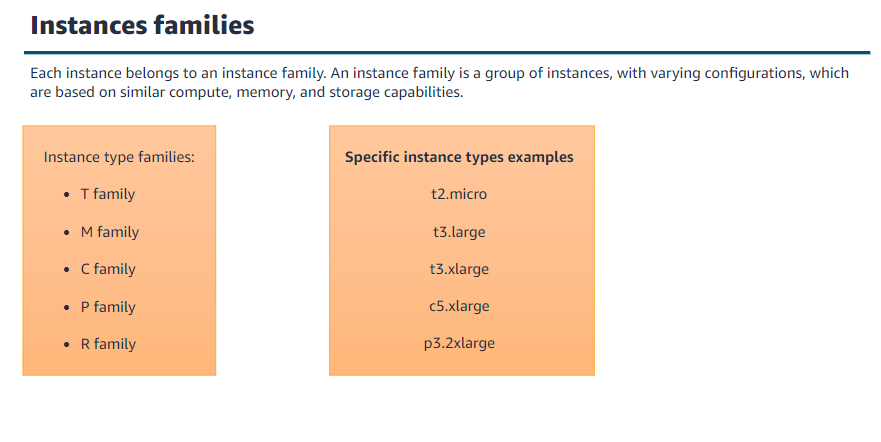 Instances families
Each instance belongs to an instance family. An instance family is a group of instances, with varying configurations, which
are based on similar compute, memory, and storage capabilities.
Instance type families:
• T family
• M family
• C family
• P family
• R family
Specific instance types examples
t2.micro
t3.large
t3.xlarge
c5.xlarge
p3.2xlarge